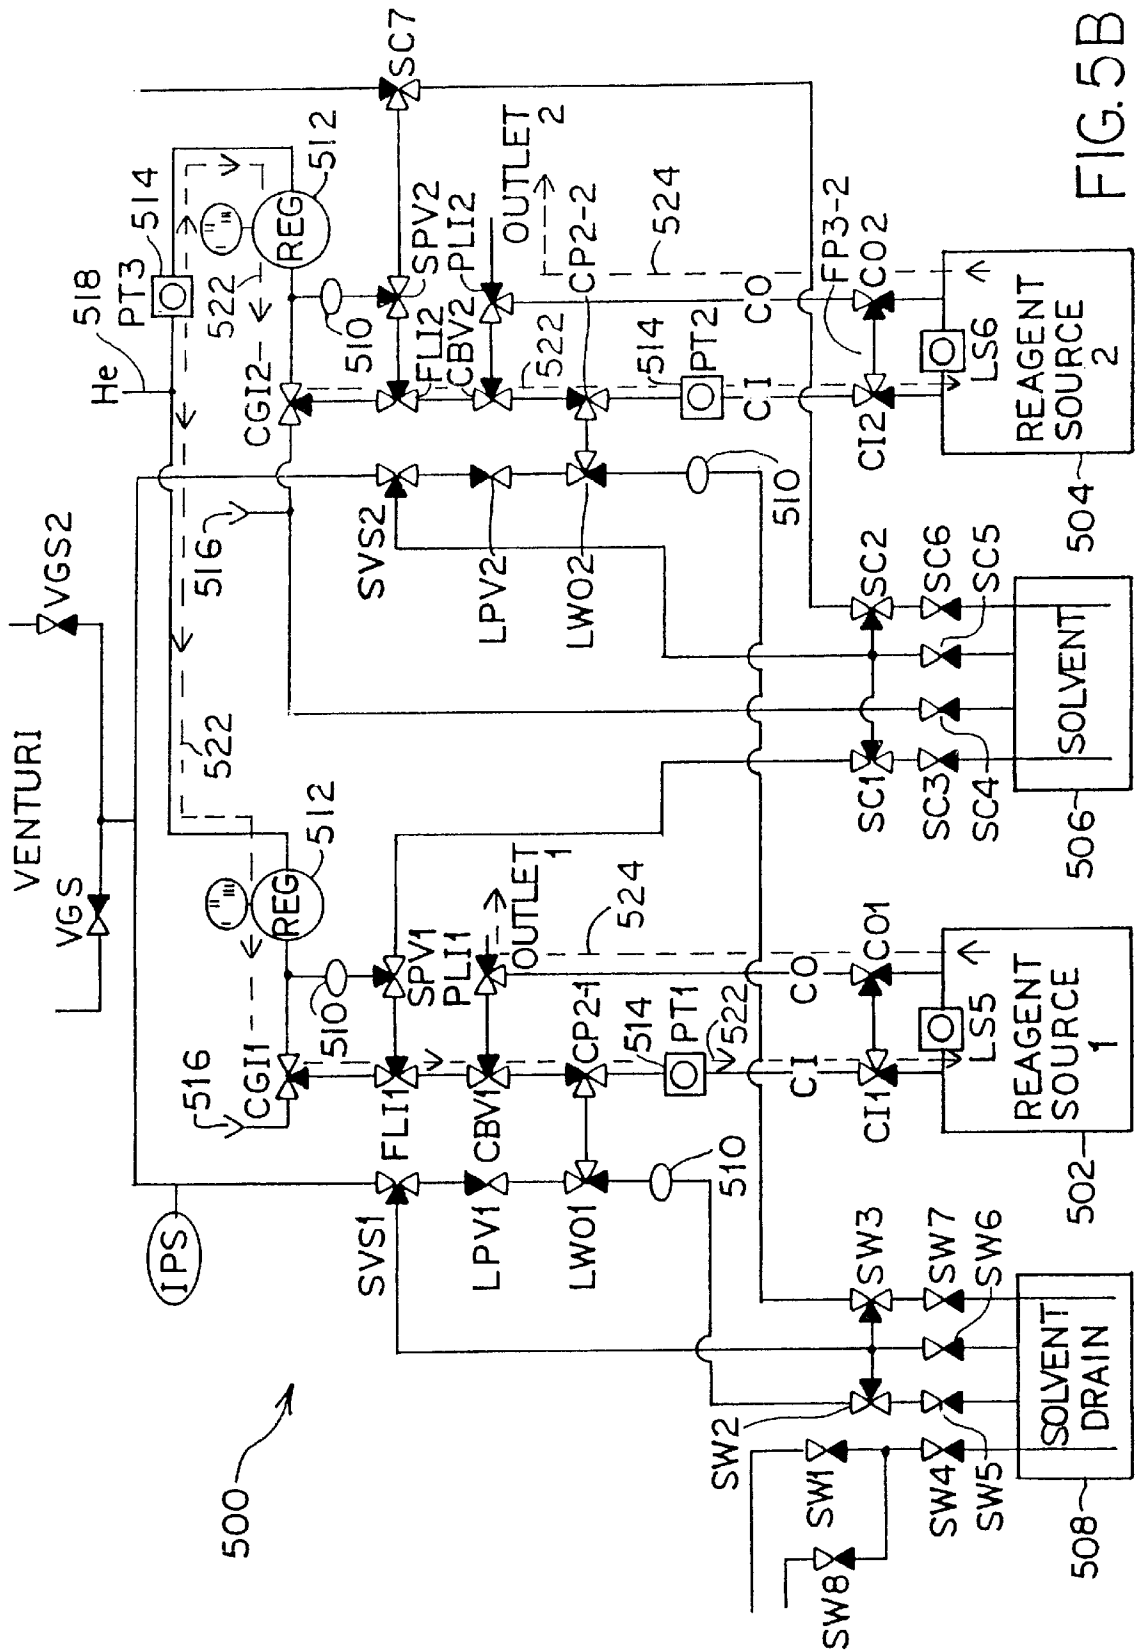 VENTURI
VGS
VGS2
518
He
PT3
514
522
REG
512
510
CGI2
516
SPV2
SC7
FLI2
CBV2
PLI2
OUTLET
2
522
CP2-2
524
514
PT2
CI
CO
FP3-2
CI2
CO2
LS6
REAGENT
SOURCE
2
504
SVS2
LPV2
LWO2
510
522
REG
512
516
CGI1
510
SPV1
PLI1
FLI1
CBV1
OUTLET
1
CP2-1
524
514
PT1
522
CI
CO
CI1
CO1
LS5
REAGENT
SOURCE
1
502
IPS
SVS1
LPV1
LWO1
510
500
SC1
SC2
SC3
SC4
SC6
SC5
SOLVENT
506
SW2
SW3
SW1
SW8
SW4
SW5
SW7
SW6
SOLVENT
DRAIN
508
FIG. 5B